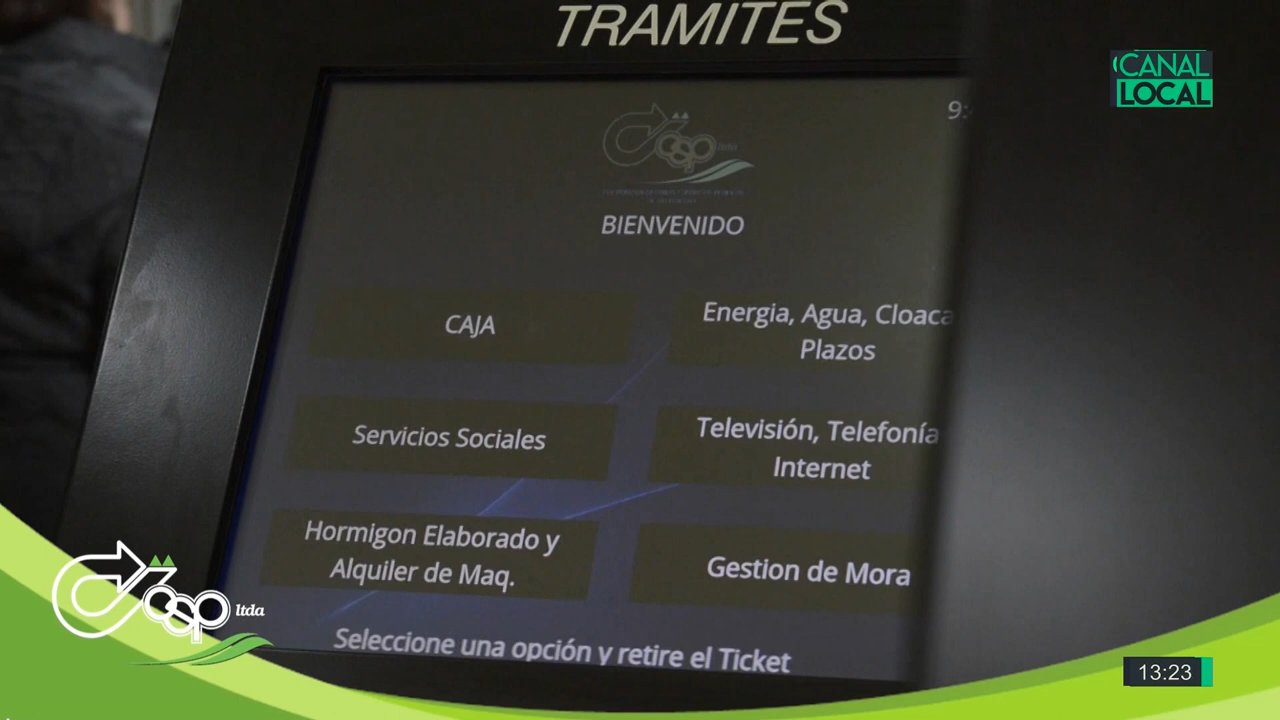 TRAMITES
CANAL
LOCAL
9:
BIENVENIDO
CAJA
Energia, Agua, Cloaca
Plazos
Servicios Sociales
Televisión, Telefonía
Internet
Hormigon Elaborado y
Alquiler de Maq.
Gestion de Mora
Seleccione una opción y retire el Ticket
ltda
13:23